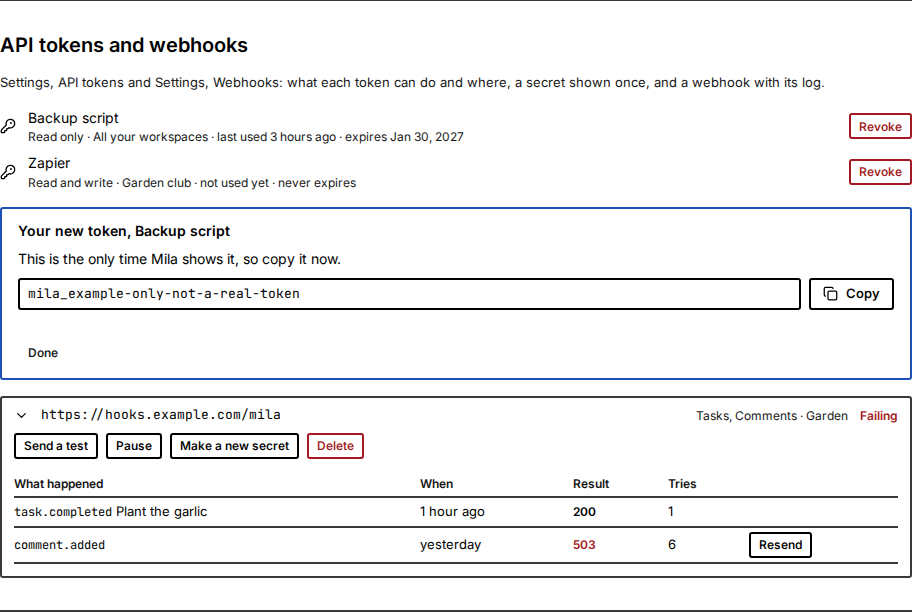 API tokens and webhooks
Settings, API tokens and Settings, Webhooks: what each token can do and where, a secret shown once, and a webhook with its log.
Backup script
Read only · All your workspaces · last used 3 hours ago · expires Jan 30, 2027
Revoke
Zapier
Read and write · Garden club · not used yet · never expires
Revoke
Your new token, Backup script
This is the only time Mila shows it, so copy it now.
mila_example-only-not-a-real-token
Copy
Done
https://hooks.example.com/mila
Tasks, Comments · Garden Failing
Send a test Pause Make a new secret Delete
What happened When Result Tries
task.completed Plant the garlic 1 hour ago 200 1
comment.added yesterday 503 6 Resend